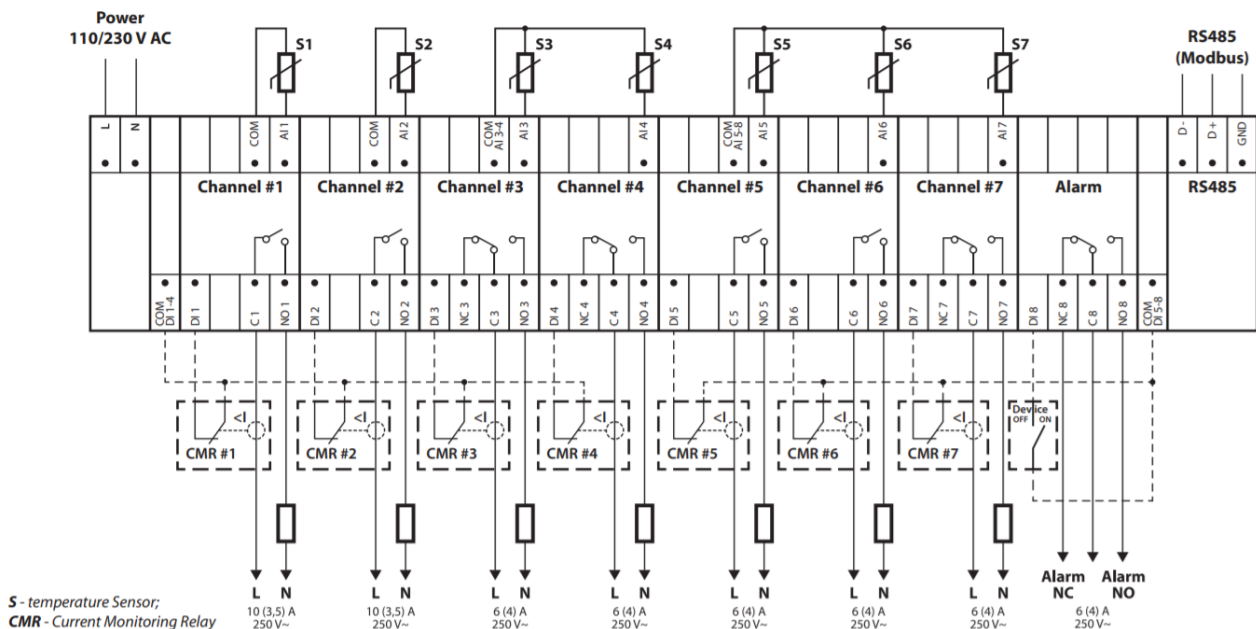 Power
110/230 V AC
S1
S2
S3
S4
S5
S6
S7
RS485
(Modbus)
L
N
COM
AI 1
COM
AI 2
COM
AI 3-4
AI 3
AI 4
COM
AI 5-8
AI 5
AI 6
AI 7
D -
D +
GND
Channel #1
Channel #2
Channel #3
Channel #4
Channel #5
Channel #6
Channel #7
Alarm
RS485
COM
DI 1-4
DI 1
C 1
NO 1
DI 2
C 2
NO 2
DI 3
NC 3
C 3
NO 3
DI 4
NC 4
C 4
NO 4
DI 5
C 5
NO 5
DI 6
C 6
NO 6
DI 7
NC 7
C 7
NO 7
DI 8
NC 8
C 8
NO 8
COM
DI 5-8
<I
<I
<I
<I
<I
<I
<I
Device
OFF ON
CMR #1
CMR #2
CMR #3
CMR #4
CMR #5
CMR #6
CMR #7
L N
L N
L N
L N
L N
L N
L N
Alarm
NC
Alarm
NO
10 (3,5) A
250 V~
10 (3,5) A
250 V~
6 (4) A
250 V~
6 (4) A
250 V~
6 (4) A
250 V~
6 (4) A
250 V~
6 (4) A
250 V~
6 (4) A
250 V~
S - temperature Sensor;
CMR - Current Monitoring Relay